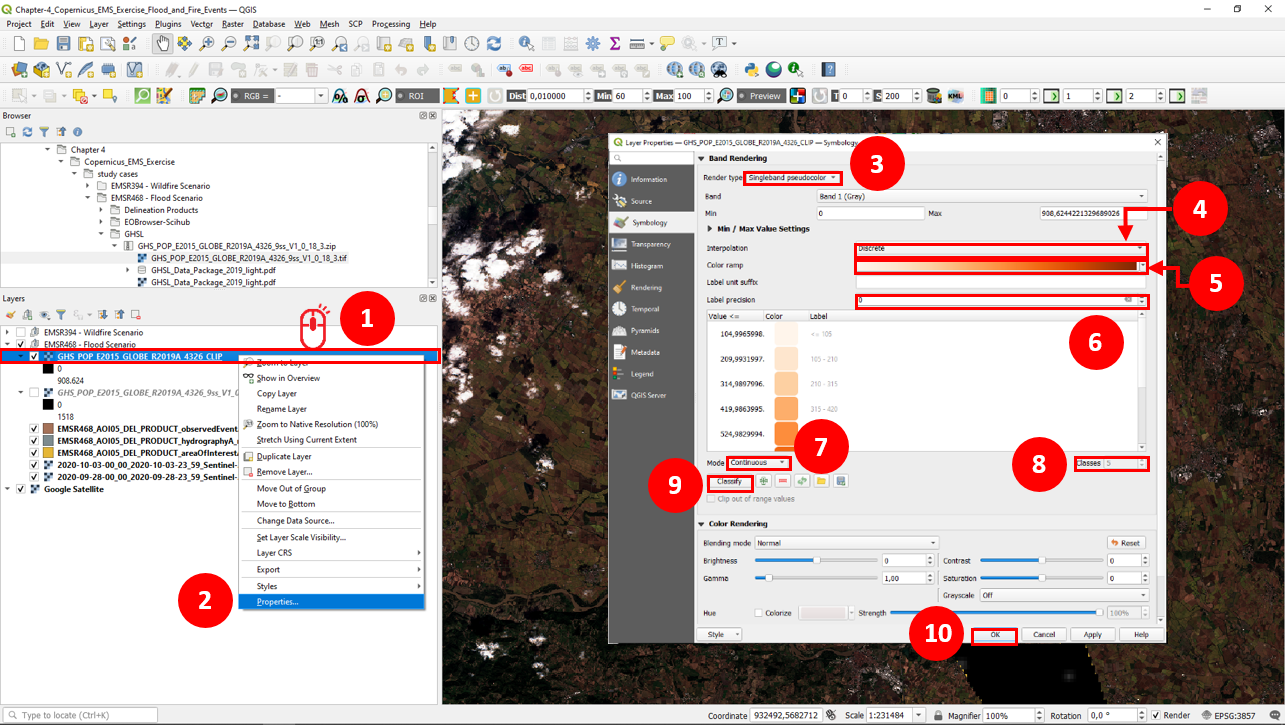 Chapter-4_Copernicus_EMS_Exercise_Flood_and_Fire_Events — QGIS
Project Edit View Layer Settings Plugins Vector Raster Database Web Mesh SCP Processing Help
RGB = - ROI Dist 0,010000 Min 60 Max 100 Preview T 0 S 200 KML 0 1 2
Browser
Chapter 4
Copernicus_EMS_Exercise
study cases
EMSR394 - Wildfire Scenario
EMSR468 - Flood Scenario
Delineation Products
EOBrowser-Scihub
GHSL
GHS_POP_E2015_GLOBE_R2019A_4326_9ss_V1_0_18_3.zip
GHS_POP_E2015_GLOBE_R2019A_4326_9ss_V1_0_18_3.tif
GHSL_Data_Package_2019_light.pdf
GHSL_Data_Package_2019_light.pdf
Layers
1
EMSR394 - Wildfire Scenario
EMSR468 - Flood Scenario
GHS_POP_E2015_GLOBE_R2019A_4326_CLIP
0
908.624
GHS_POP_E2015_GLOBE_R2019A_4326_9ss_V1_0
0
1518
EMSR468_AOI05_DEL_PRODUCT_observedEvent
EMSR468_AOI05_DEL_PRODUCT_hydrographyA_
EMSR468_AOI05_DEL_PRODUCT_areaOfInterest
2020-10-03-00_00_2020-10-03-23_59_Sentinel-
2020-09-28-00_00_2020-09-28-23_59_Sentinel-
Google Satellite
Zoom to Layer
Show in Overview
Copy Layer
Rename Layer
Zoom to Native Resolution (100%)
Stretch Using Current Extent
Duplicate Layer
Remove Layer...
Move Out of Group
Move to Bottom
Change Data Source...
Set Layer Scale Visibility...
Layer CRS
Export
Styles
Properties...
2
Layer Properties — GHS_POP_E2015_GLOBE_R2019A_4326_CLIP — Symbology
Information
Source
Symbology
Transparency
Histogram
Rendering
Temporal
Pyramids
Metadata
Legend
QGIS Server
Band Rendering
3
Render type Singleband pseudocolor
Band Band 1 (Gray)
Min 0 Max 908,6244221329689026
4
Min / Max Value Settings
Interpolation Discrete
Color ramp
5
Label unit suffix
Label precision 0
6
Value <= Color Label
104,9965998. <= 105
209,9931997. 105 - 210
314,9897996. 210 - 315
419,9863995. 315 - 420
524,9829994.
7
Mode Continuous
8
Classes 5
9
Classify
Clip out of range values
Color Rendering
Blending mode Normal Reset
Brightness 0 Contrast 0
Gamma 1,00 Saturation 0
Grayscale Off
Hue Colorize Strength 100%
10
Style OK Cancel Apply Help
Type to locate (Ctrl+K) Coordinate 932492,5682712 Scale 1:231484 Magnifier 100% Rotation 0,0 ° Render EPSG:3857